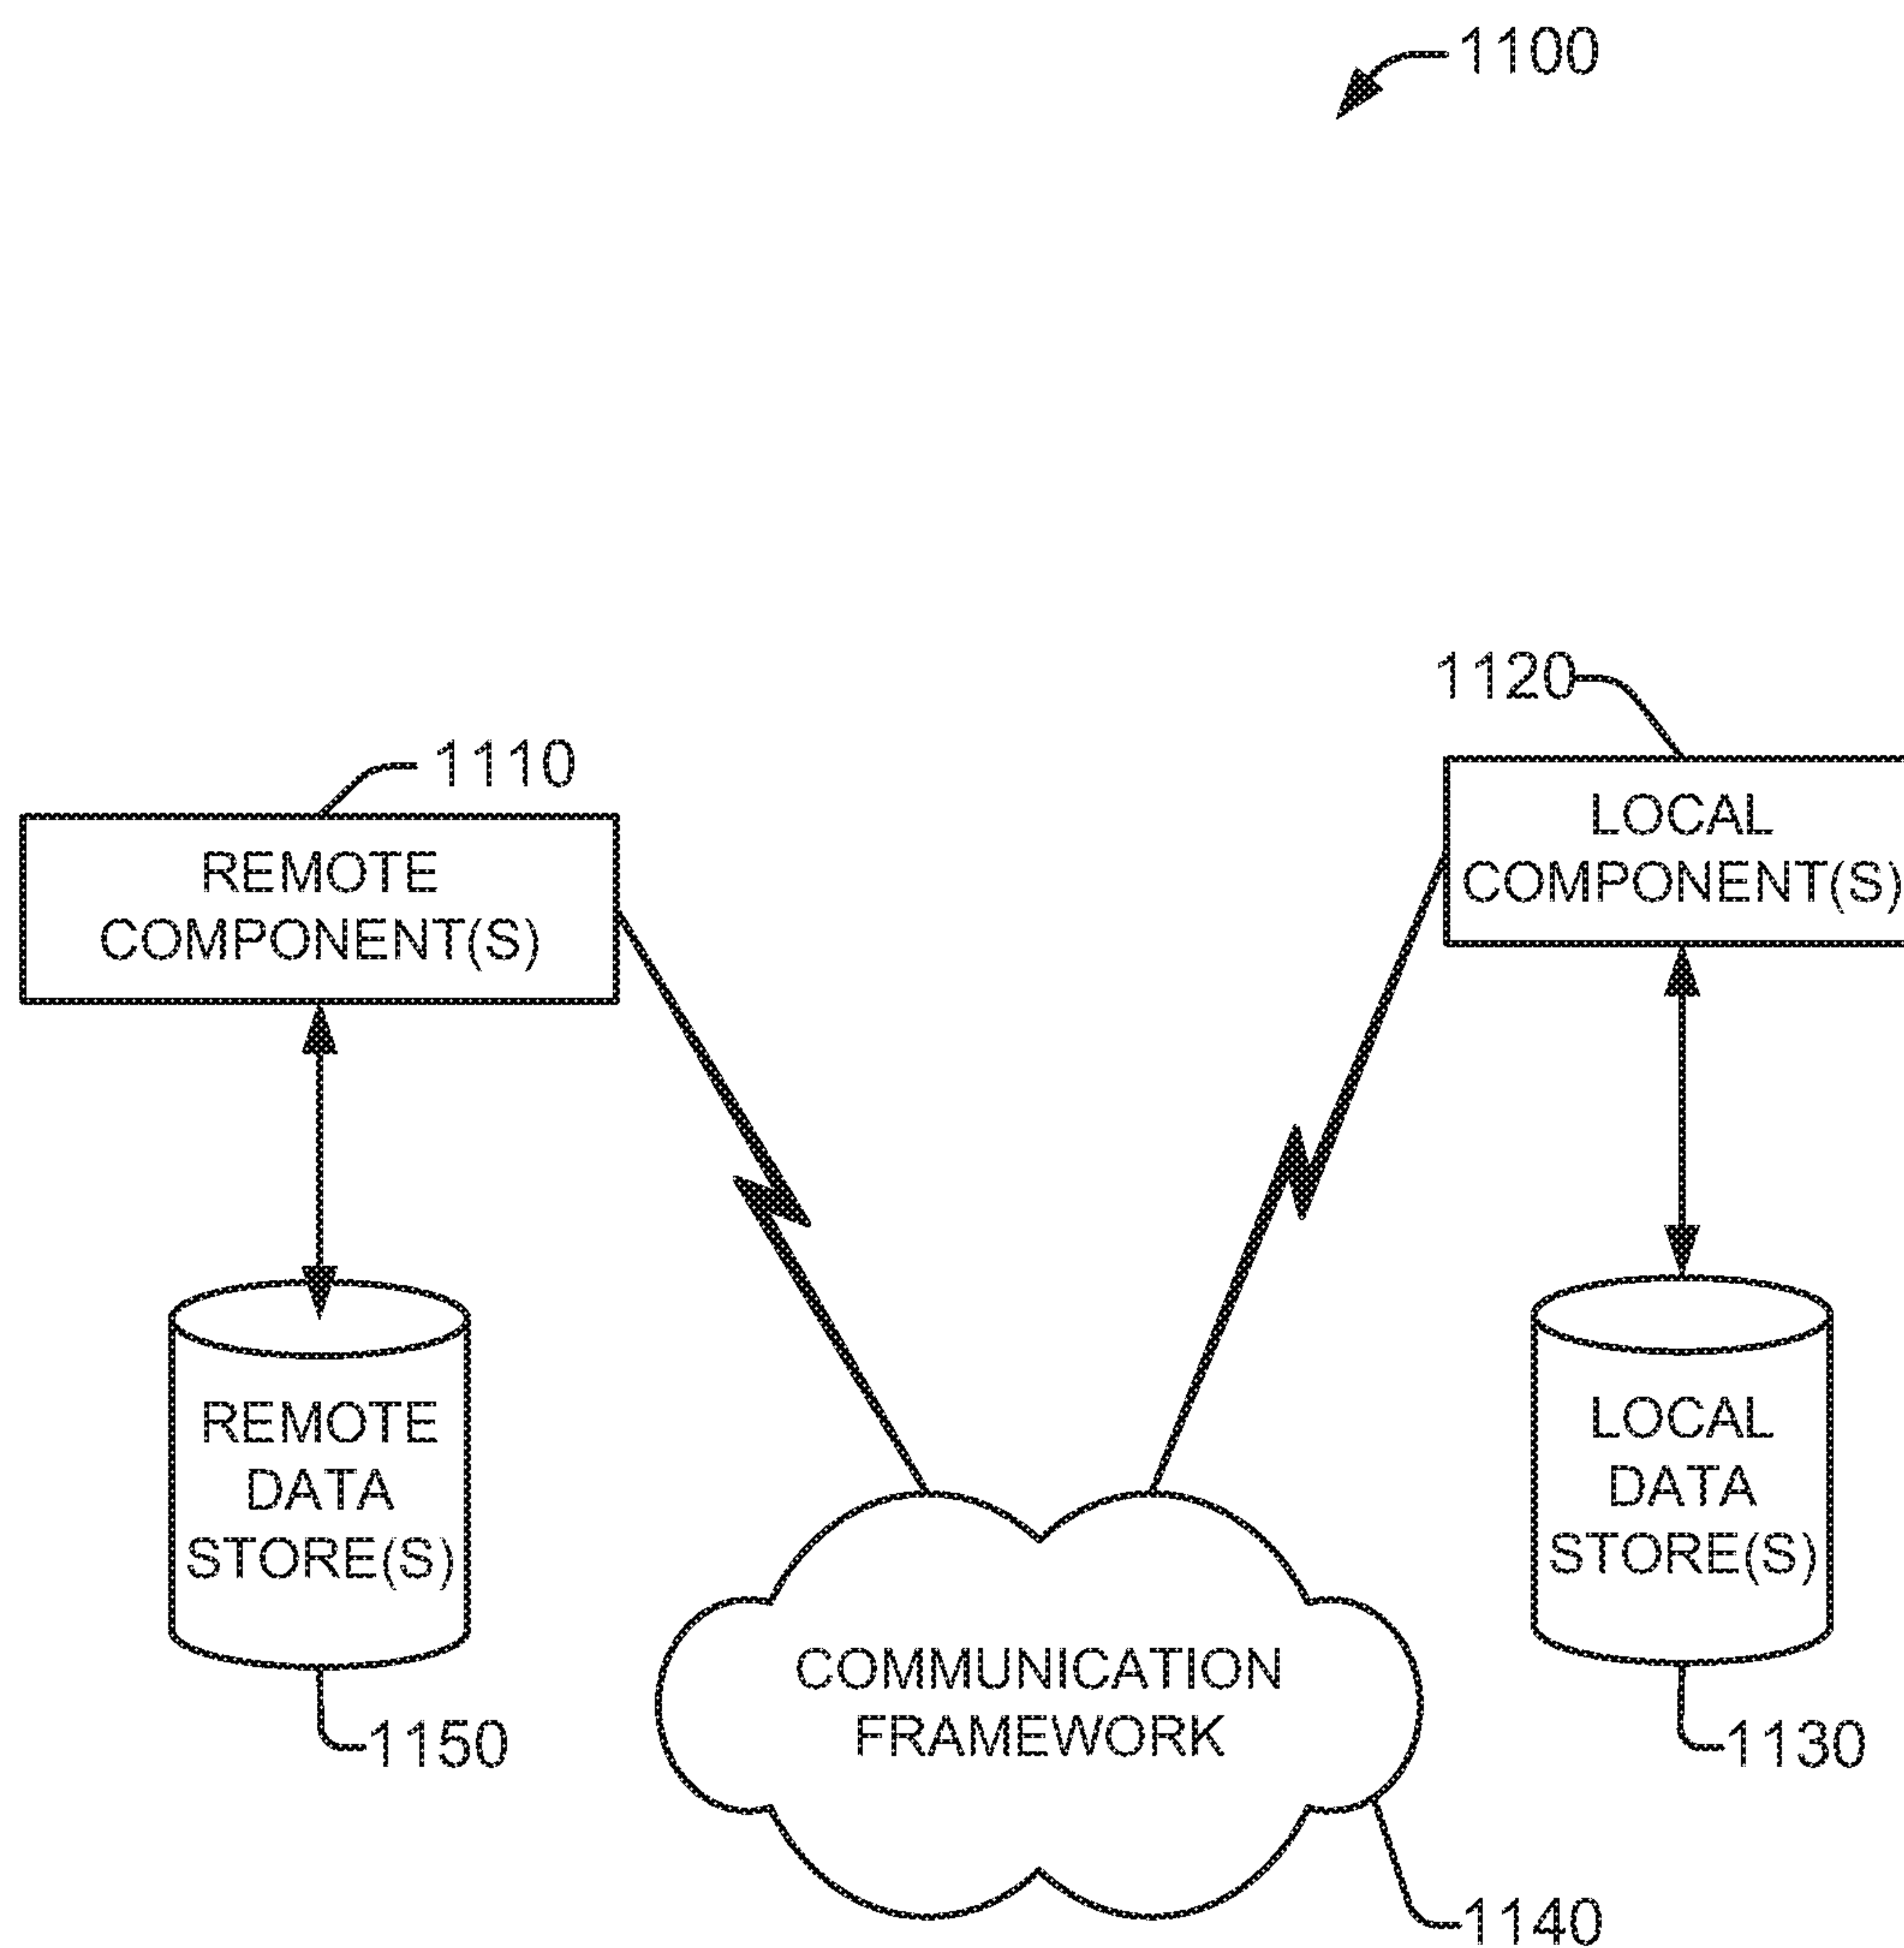 1100
1120
1110
LOCAL
COMPONENT(S)
REMOTE
COMPONENT(S)
REMOTE
DATA
STORE(S)
LOCAL
DATA
STORE(S)
COMMUNICATION
FRAMEWORK
1150
1130
1140